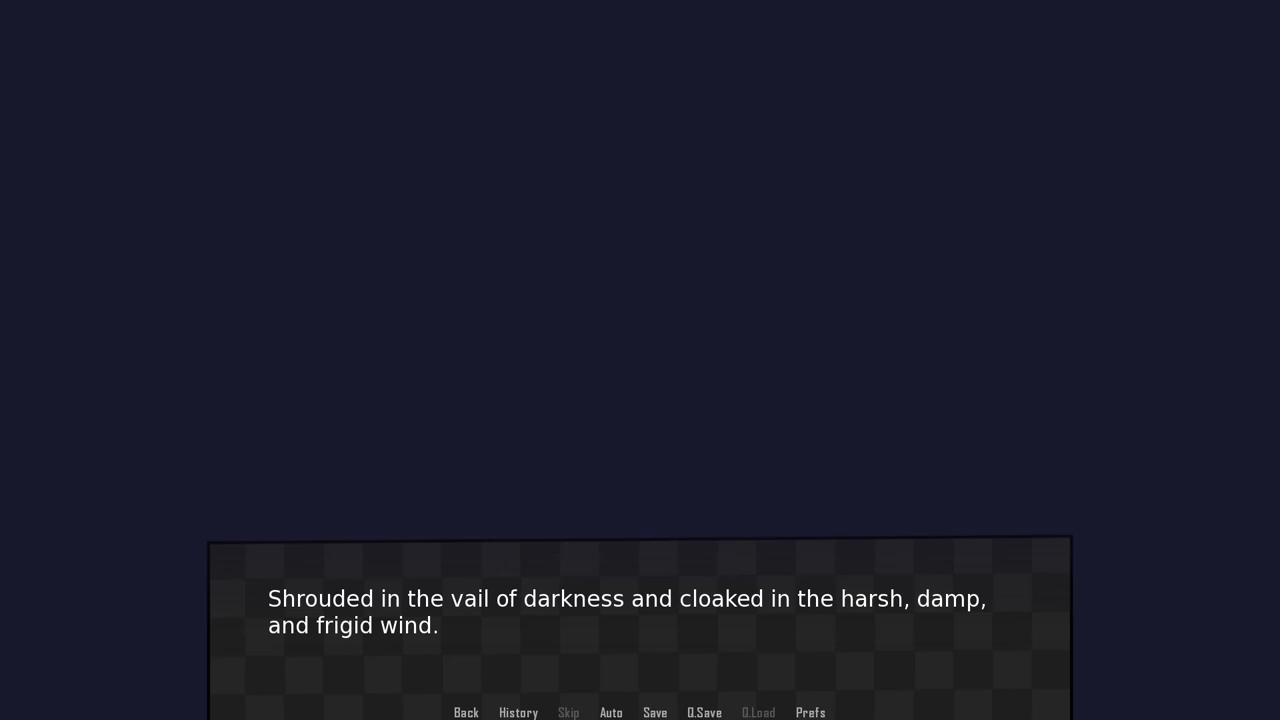 Shrouded in the vail of darkness and cloaked in the harsh, damp,
and frigid wind.
Back History Skip Auto Save Q.Save Q.Load Prefs